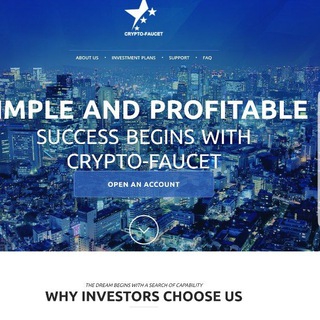 CRYPTO-FAUCET
ABOUT US
INVESTMENT PLANS
SUPPORT
FAQ
IMPLE AND PROFITABLE
SUCCESS BEGINS WITH
CRYPTO-FAUCET
OPEN AN ACCOUNT
THE DREAM BEGINS WITH A SEARCH OF CAPABILITY
WHY INVESTORS CHOOSE US